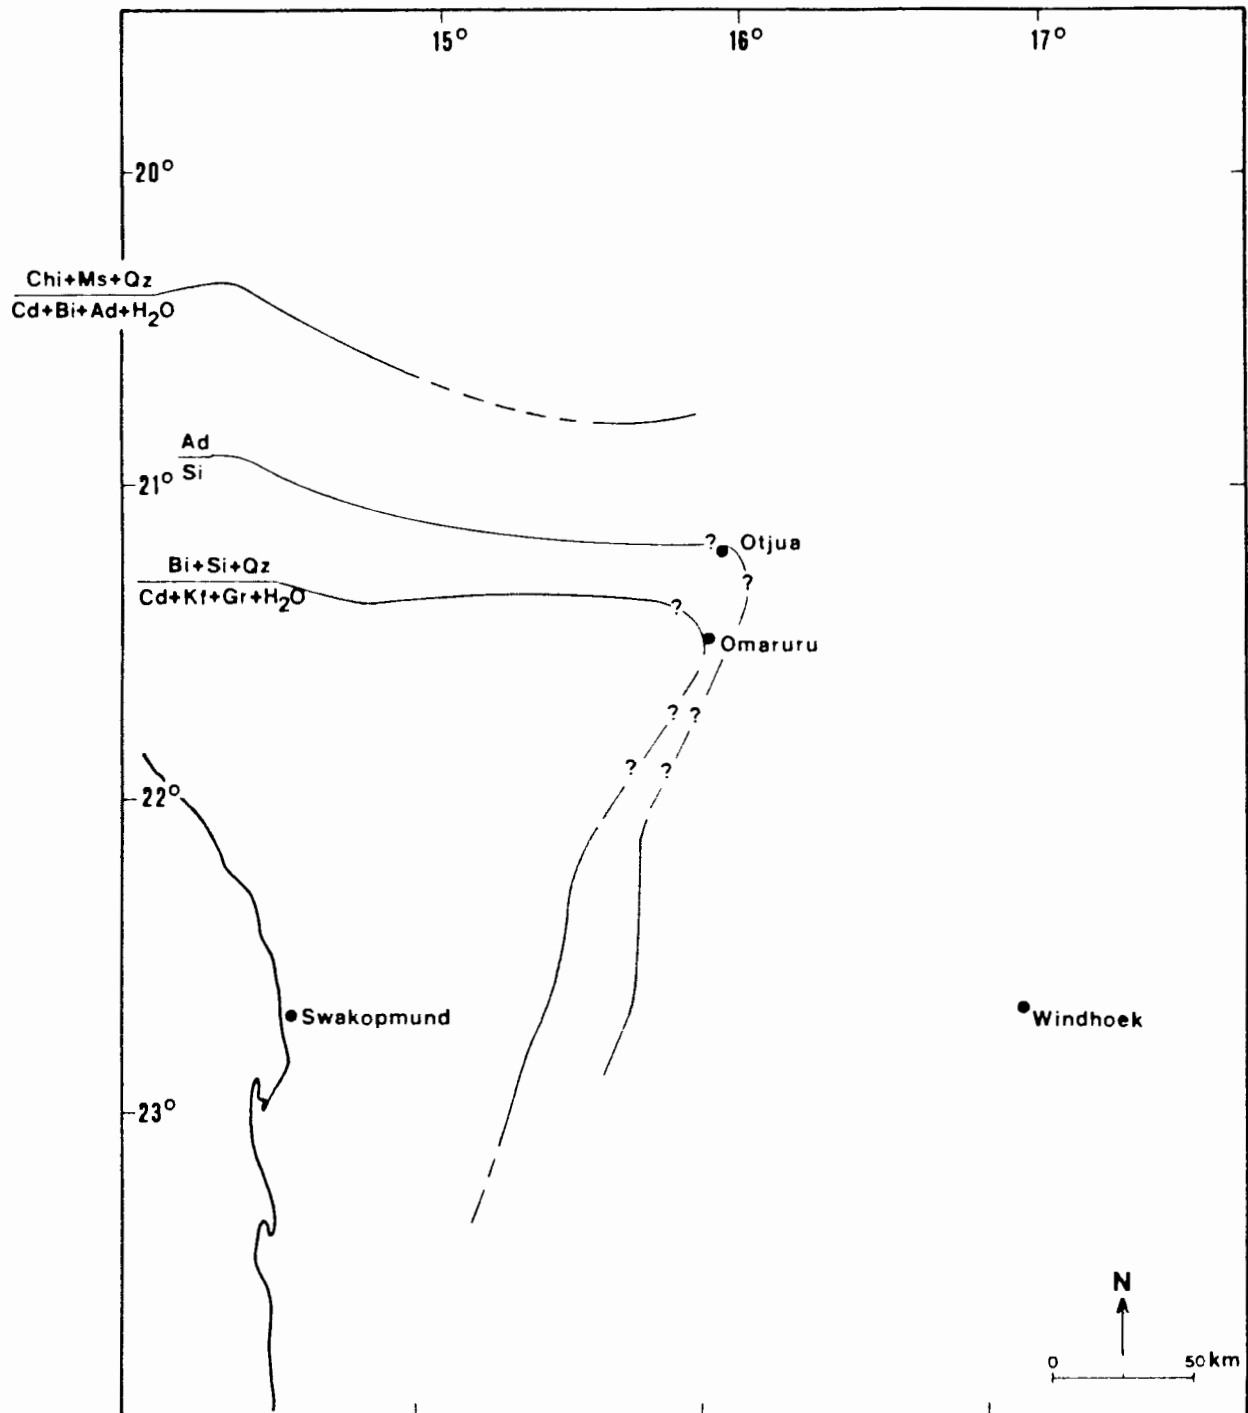 15° 16° 17°
20°
Chi+Ms+Qz
Cd+Bi+Ad+H₂O
Ad
21° Si
? Otjua
Bi+Si+Qz
?
Cd+Kf+Gr+H₂O
?
Omaruru
? ?
? ?
22°
Swakopmund
Windhoek
23°
N
0 50km